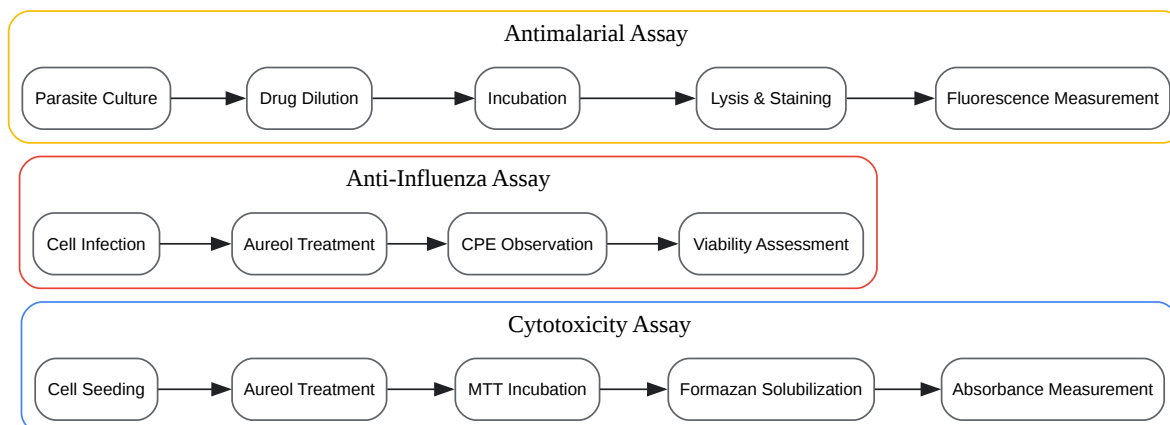 Antimalarial Assay
Parasite Culture
Drug Dilution
Incubation
Lysis & Staining
Fluorescence Measurement
Anti-Influenza Assay
Cell Infection
Aureol Treatment
CPE Observation
Viability Assessment
Cytotoxicity Assay
Cell Seeding
Aureol Treatment
MTT Incubation
Formazan Solubilization
Absorbance Measurement